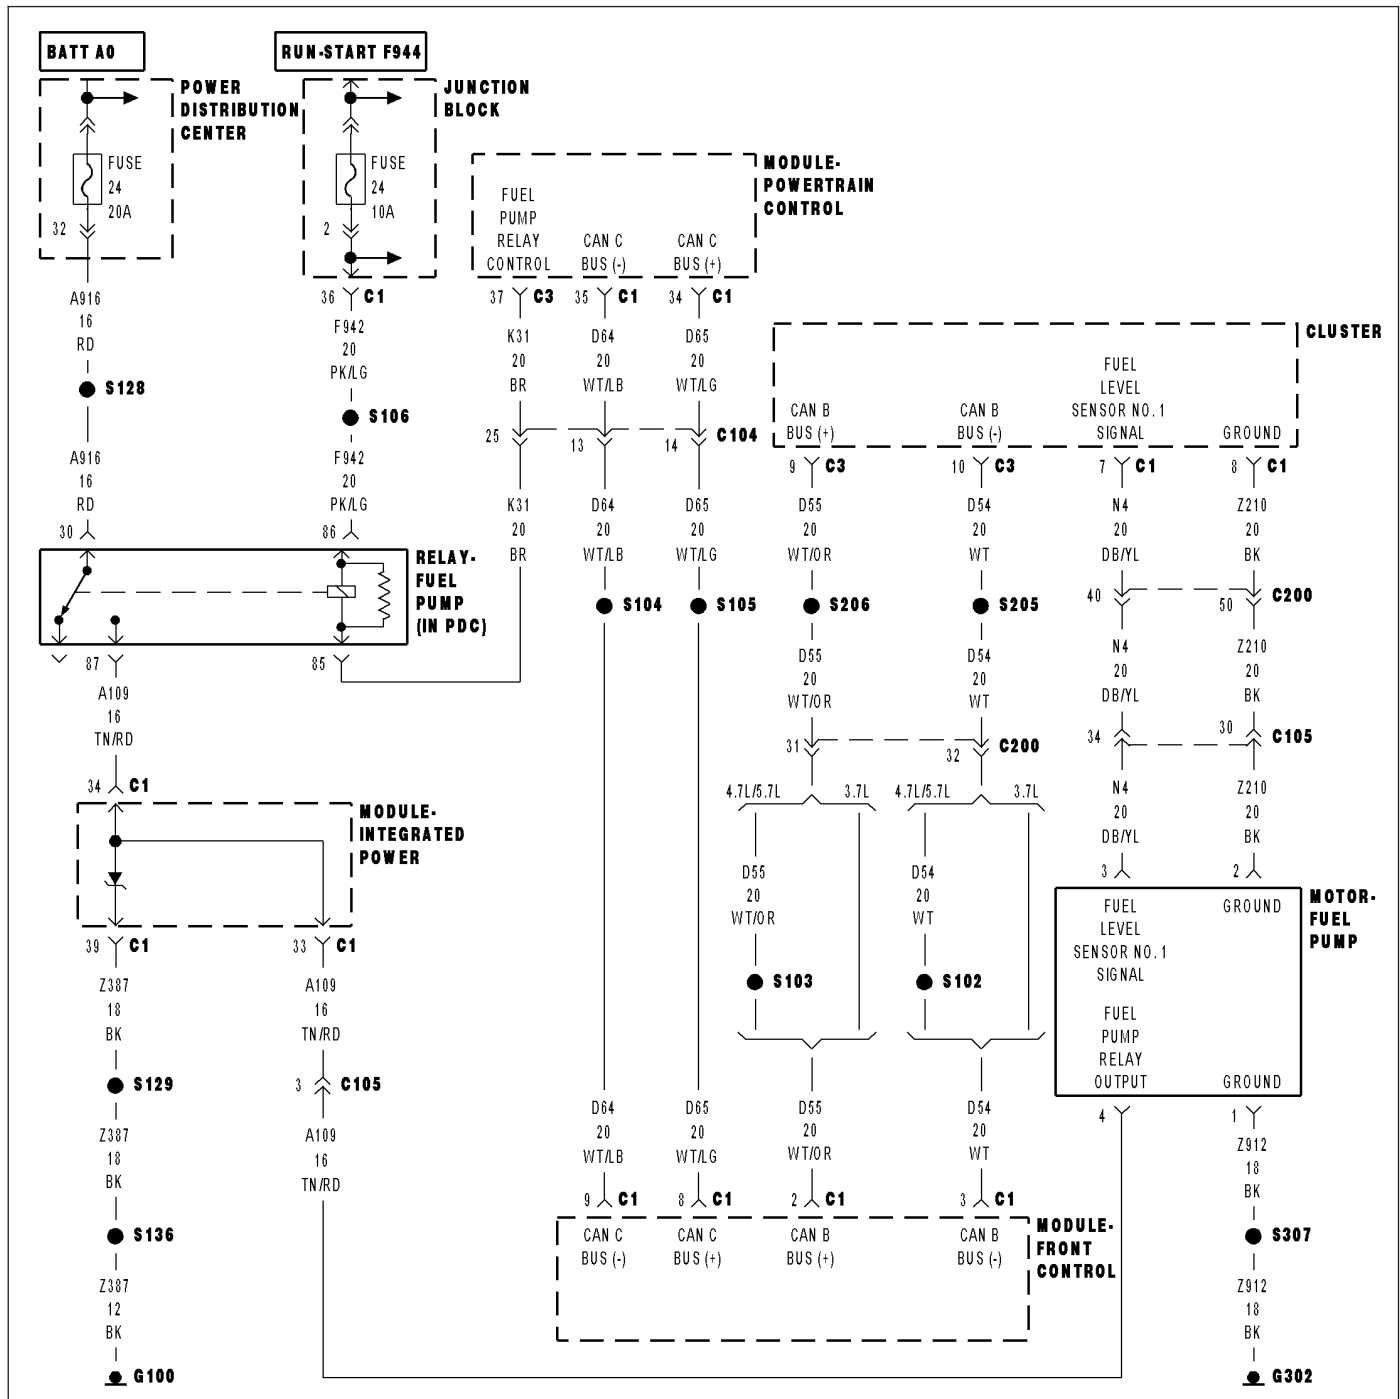 BATT A0
RUN-START F944
POWER
DISTRIBUTION
CENTER
FUSE
24
20A
32
JUNCTION
BLOCK
FUSE
24
10A
2
MODULE-
POWERTRAIN
CONTROL
FUEL
PUMP
RELAY
CONTROL
CAN C
BUS (-)
CAN C
BUS (+)
A916
16
RD
S128
A916
16
RD
30
36 C1
F942
20
PK/LG
S106
F942
20
PK/LG
86
37 C3
K31
20
BR
25
K31
20
BR
35 C1
D64
20
WT/LB
13
D64
20
WT/LB
S104
34 C1
D65
20
WT/LG
14 C104
D65
20
WT/LG
S105
CLUSTER
CAN B
BUS (+)
CAN B
BUS (-)
FUEL
LEVEL
SENSOR NO. 1
SIGNAL
GROUND
9 C3
D55
20
WT/OR
S206
D55
20
WT/OR
31
10 C3
D54
20
WT
S205
D54
20
WT
32 C200
7 C1
N4
20
DB/YL
40
N4
20
DB/YL
34
N4
20
DB/YL
3
8 C1
Z210
20
BK
50 C200
Z210
20
BK
30 C105
Z210
20
BK
2
RELAY-
FUEL
PUMP
(IN PDC)
87
85
A109
16
TN/RD
34 C1
MODULE-
INTEGRATED
POWER
39 C1
Z387
18
BK
S129
Z387
18
BK
S136
Z387
12
BK
G100
33 C1
A109
16
TN/RD
3 C105
A109
16
TN/RD
4.7L/5.7L 3.7L
D55
20
WT/OR
S103
4.7L/5.7L 3.7L
D54
20
WT
S102
D64
20
WT/LB
9 C1
D65
20
WT/LG
8 C1
D55
20
WT/OR
2 C1
D54
20
WT
3 C1
CAN C
BUS (-)
CAN C
BUS (+)
CAN B
BUS (+)
CAN B
BUS (-)
MODULE-
FRONT
CONTROL
MOTOR-
FUEL
PUMP
FUEL
LEVEL
SENSOR NO. 1
SIGNAL
GROUND
FUEL
PUMP
RELAY
OUTPUT
GROUND
4
1
Z912
18
BK
S307
Z912
18
BK
G302